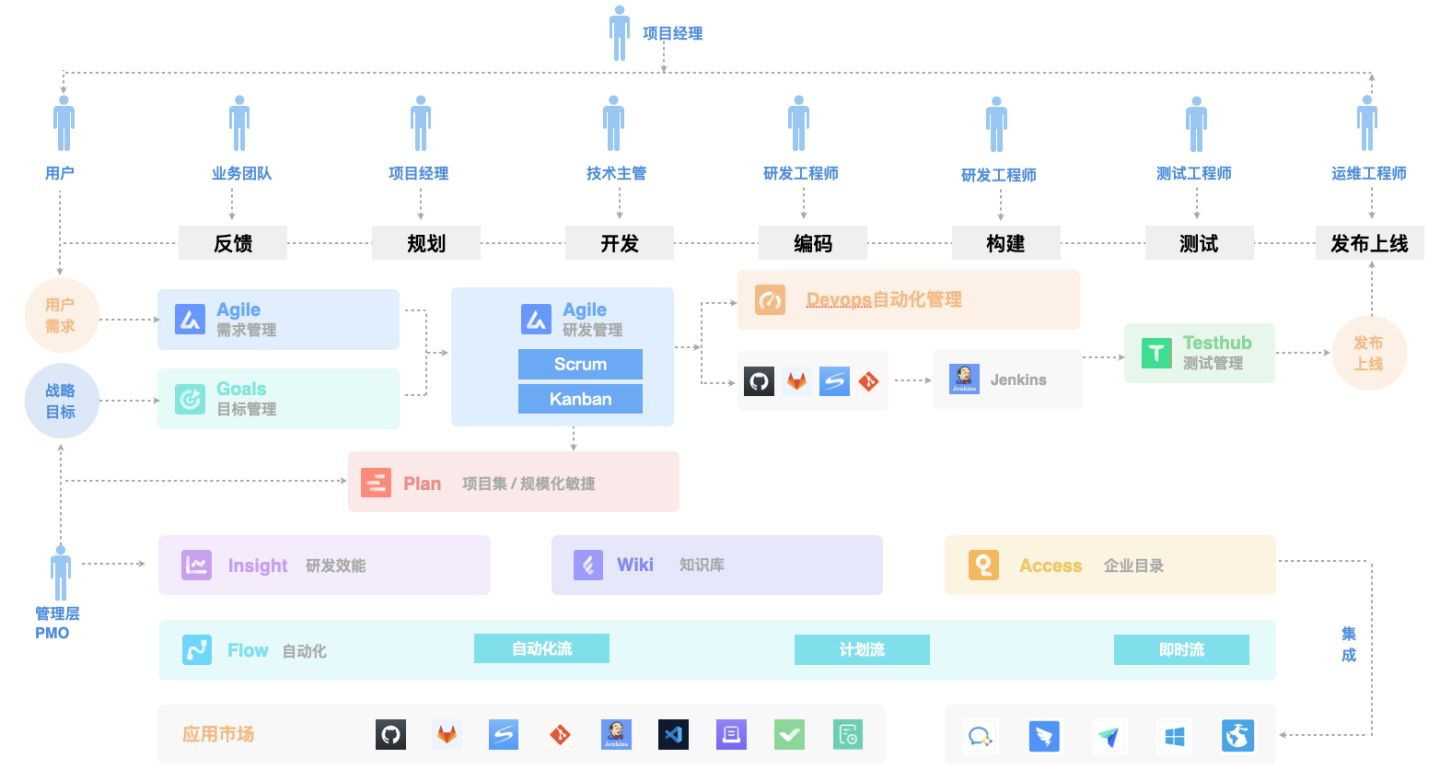 项目经理
用户
业务团队
项目经理
技术主管
研发工程师
研发工程师
测试工程师
运维工程师
反馈
规划
开发
编码
构建
测试
发布上线
用户
需求
Agile
需求管理
Agile
研发管理
Scrum
Kanban
Devops自动化管理
Jenkins
Jenkins
Testhub
测试管理
发布
上线
战略
目标
Goals
目标管理
Plan 项目集 / 规模化敏捷
管理层
PMO
Insight 研发效能
Wiki 知识库
Access 企业目录
Flow 自动化
自动化流
计划流
即时流
集
成
应用市场
Jenkins